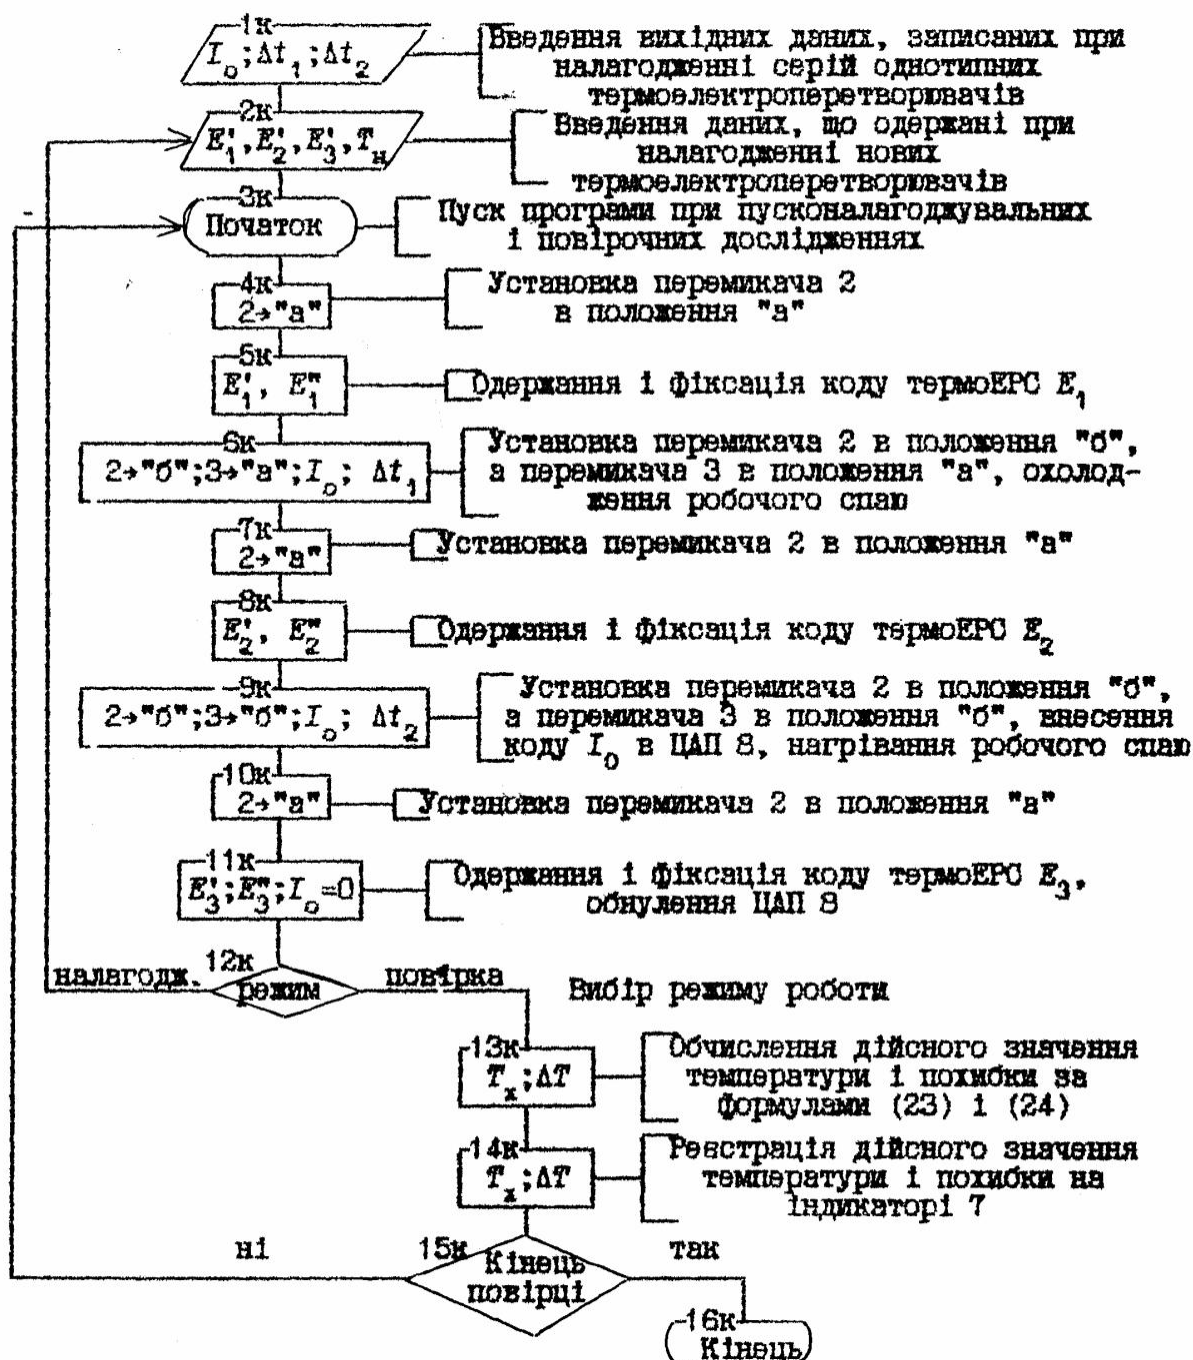 1к
I₀;Δt₁;Δt₂
Введення вихідних даних, записаних при
налагодженні серій однотипних
термоелектроперетворювачів
2к
E'₁,E'₂,E'₃,Tн
Введення даних, що одержані при
налагодженні нових
термоелектроперетворювачів
3к
Початок
Пуск програми при пусконалагоджувальних
і повірочних дослідженнях
4к
2→"а"
Установка перемикача 2
в положення "а"
5к
E'₁, E"₁
Одержання і фіксація коду термоЕРС E₁
6к
2→"б";3→"а";I₀; Δt₁
Установка перемикача 2 в положення "б",
а перемикача 3 в положення "а", охолод-
ження робочого спаю
7к
2→"а"
Установка перемикача 2 в положення "а"
8к
E'₂, E"₂
Одержання і фіксація коду термоЕРС E₂
9к
2→"б";3→"б";I₀; Δt₂
Установка перемикача 2 в положення "б",
а перемикача 3 в положення "б", внесення
коду I₀ в ЦАП 8, нагрівання робочого спаю
10к
2→"а"
Установка перемикача 2 в положення "а"
11к
E'₃;E"₃;I₀=0
Одержання і фіксація коду термоЕРС E₃,
обнулення ЦАП 8
12к
налагодж.
режим
повірка
Вибір режиму роботи
13к
Tₓ;ΔT
Обчислення дійсного значення
температури і похибки за
формулами (23) і (24)
14к
Tₓ;ΔT
Реєстрація дійсного значення
температури і похибки на
індикаторі 7
ні
15к
Кінець
повірці
так
16к
Кінець